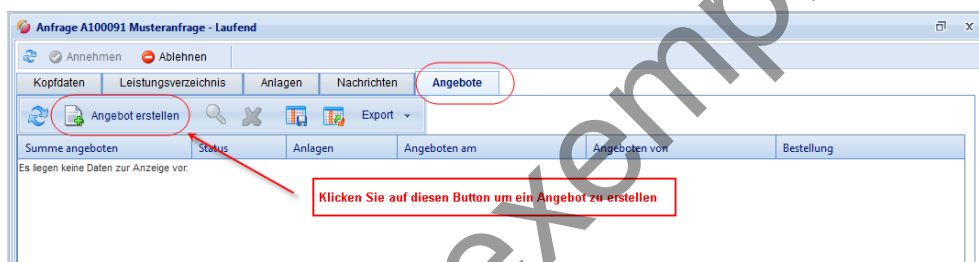 Anfrage A100091 Musteranfrage - Laufend
Annehmen Ablehnen
Kopfdaten Leistungsverzeichnis Anlagen Nachrichten Angebote
Angebot erstellen Export
Summe angeboten Status Anlagen Angeboten am Angeboten von Bestellung
Es liegen keine Daten zur Anzeige vor.
Klicken Sie auf diesen Button um ein Angebot zu erstellen